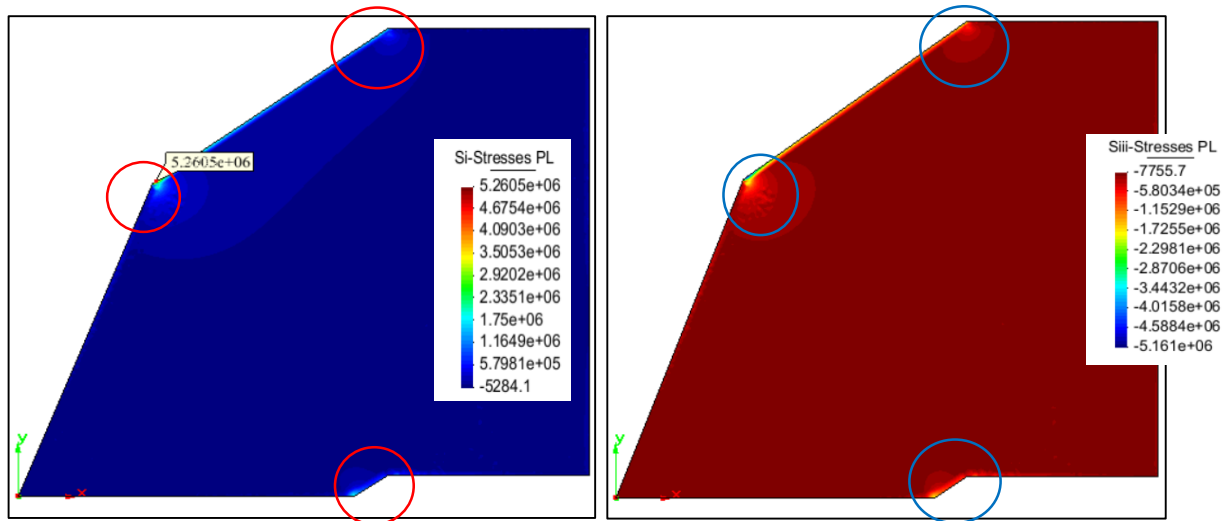 5.2605e+06
Si-Stresses PL
5.2605e+06
4.6754e+06
4.0903e+06
3.5053e+06
2.9202e+06
2.3351e+06
1.75e+06
1.1649e+06
5.7981e+05
-5284.1
y
x
Siii-Stresses PL
-7755.7
-5.8034e+05
-1.1529e+06
-1.7255e+06
-2.2981e+06
-2.8706e+06
-3.4432e+06
-4.0158e+06
-4.5884e+06
-5.161e+06
y
x